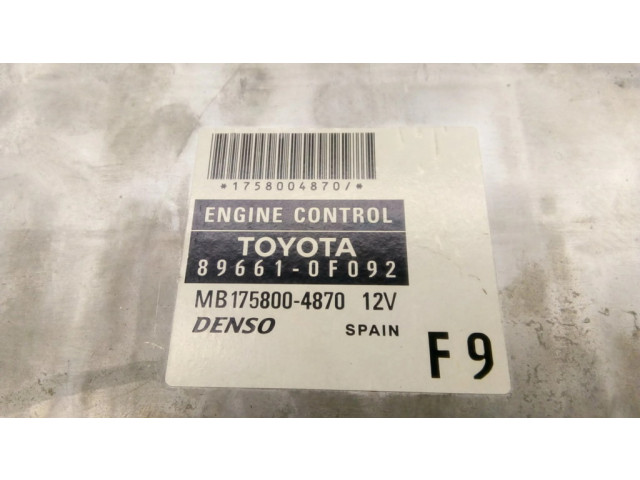 *1758004870/*
ENGINE CONTROL
TOYOTA
89661-0F092
MB175800-4870 12V
DENSO SPAIN
F9